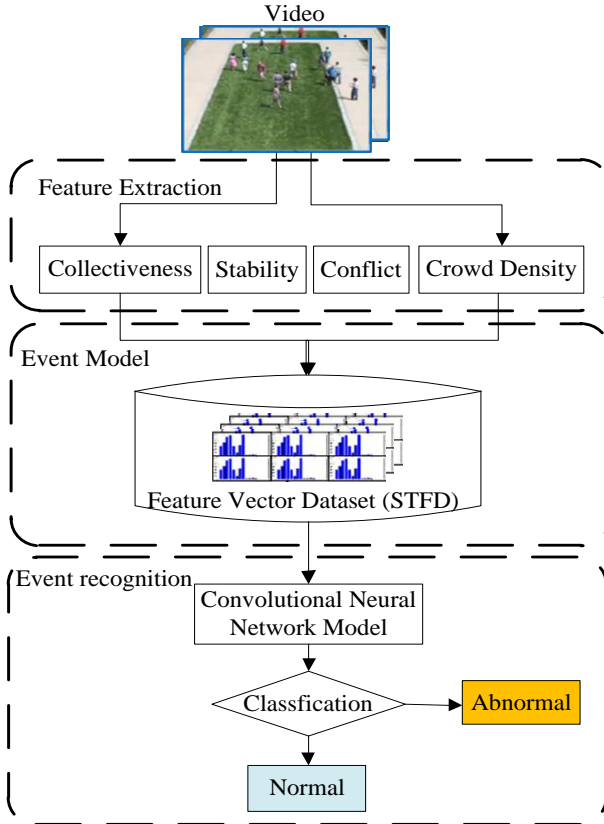 Video
Feature Extraction
Collectiveness
Stability
Conflict
Crowd Density
Event Model
Feature Vector Dataset (STFD)
Event recognition
Convolutional Neural
Network Model
Classfication
Abnormal
Normal